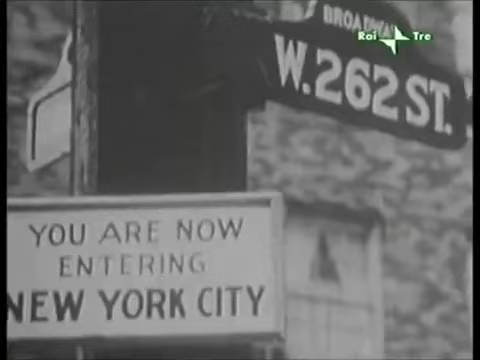 BROADWAY
Rai Tre
W. 262 ST.
YOU ARE NOW
ENTERING
NEW YORK CITY